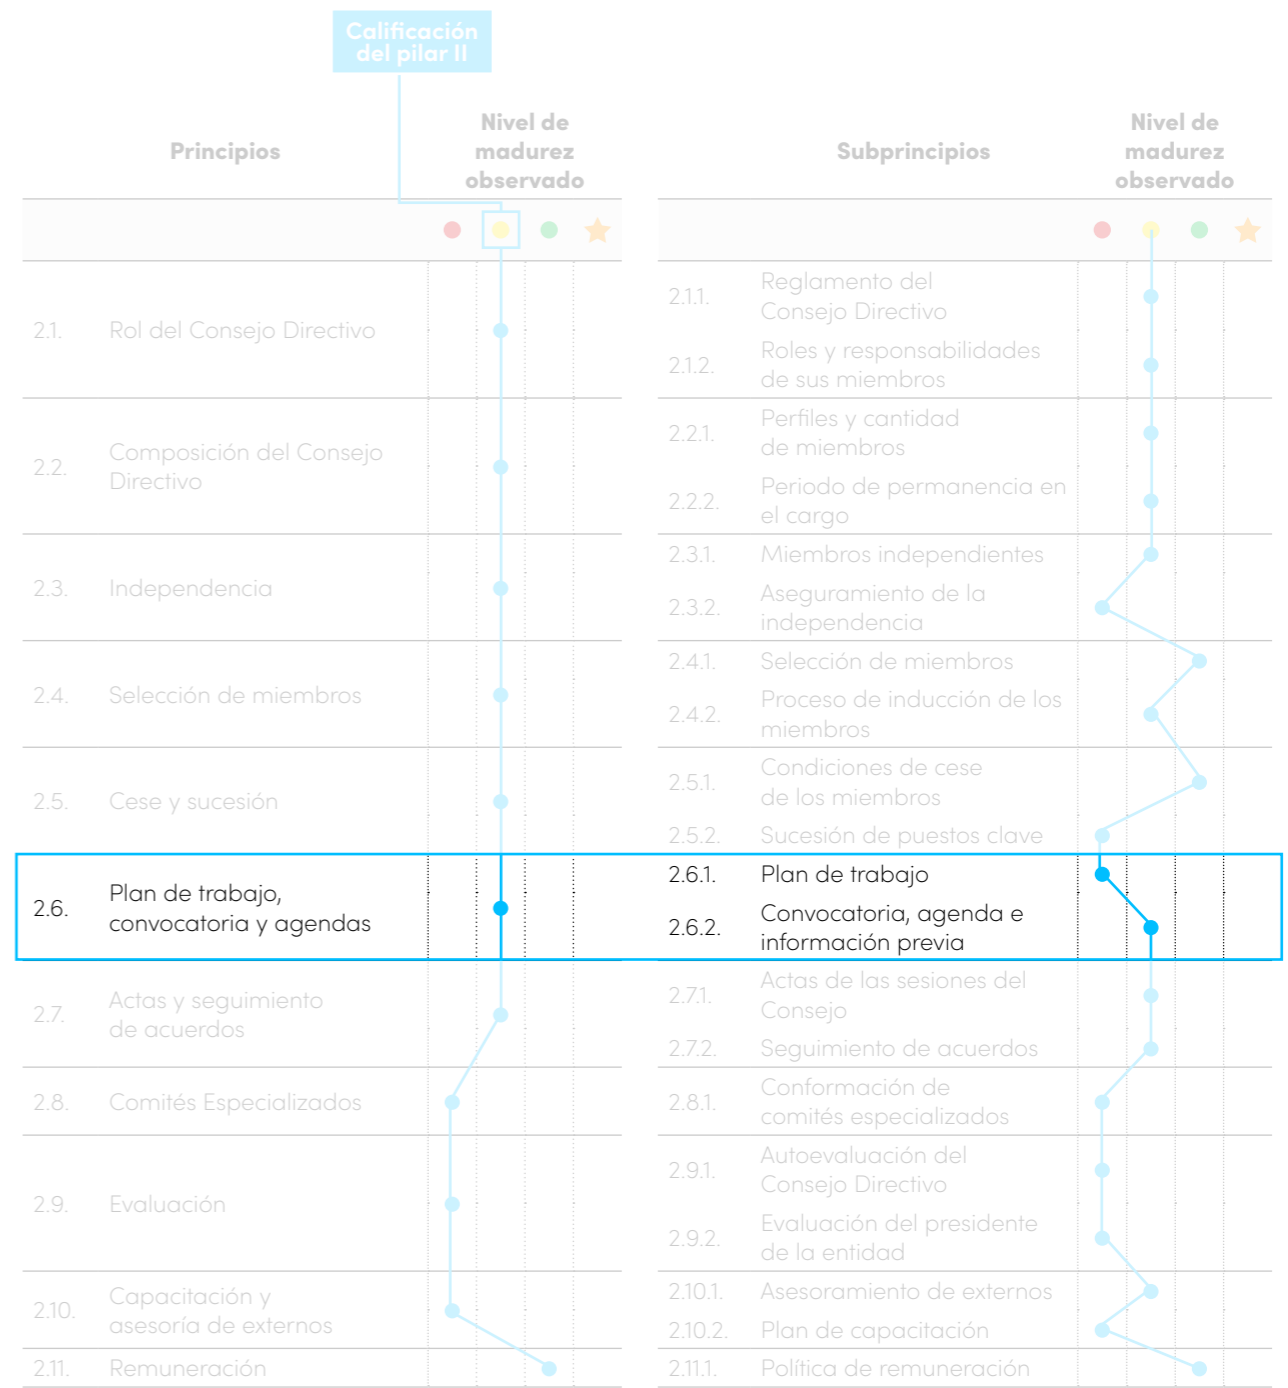 Calificación
del pilar II
Principios
Nivel de
madurez
observado
Subprincipios
Nivel de
madurez
observado
2.1. Rol del Consejo Directivo
2.1.1. Reglamento del
Consejo Directivo
2.1.2. Roles y responsabilidades
de sus miembros
2.2. Composición del Consejo
Directivo
2.2.1. Perfiles y cantidad
de miembros
2.2.2. Periodo de permanencia en
el cargo
2.3. Independencia
2.3.1. Miembros independientes
2.3.2. Aseguramiento de la
independencia
2.4. Selección de miembros
2.4.1. Selección de miembros
2.4.2. Proceso de inducción de los
miembros
2.5. Cese y sucesión
2.5.1. Condiciones de cese
de los miembros
2.5.2. Sucesión de puestos clave
2.6. Plan de trabajo,
convocatoria y agendas
2.6.1. Plan de trabajo
2.6.2. Convocatoria, agenda e
información previa
2.7. Actas y seguimiento
de acuerdos
2.7.1. Actas de las sesiones del
Consejo
2.7.2. Seguimiento de acuerdos
2.8. Comités Especializados
2.8.1. Conformación de
comités especializados
2.9. Evaluación
2.9.1. Autoevaluación del
Consejo Directivo
2.9.2. Evaluación del presidente
de la entidad
2.10. Capacitación y
asesoría de externos
2.10.1. Asesoramiento de externos
2.10.2. Plan de capacitación
2.11. Remuneración
2.11.1. Política de remuneración